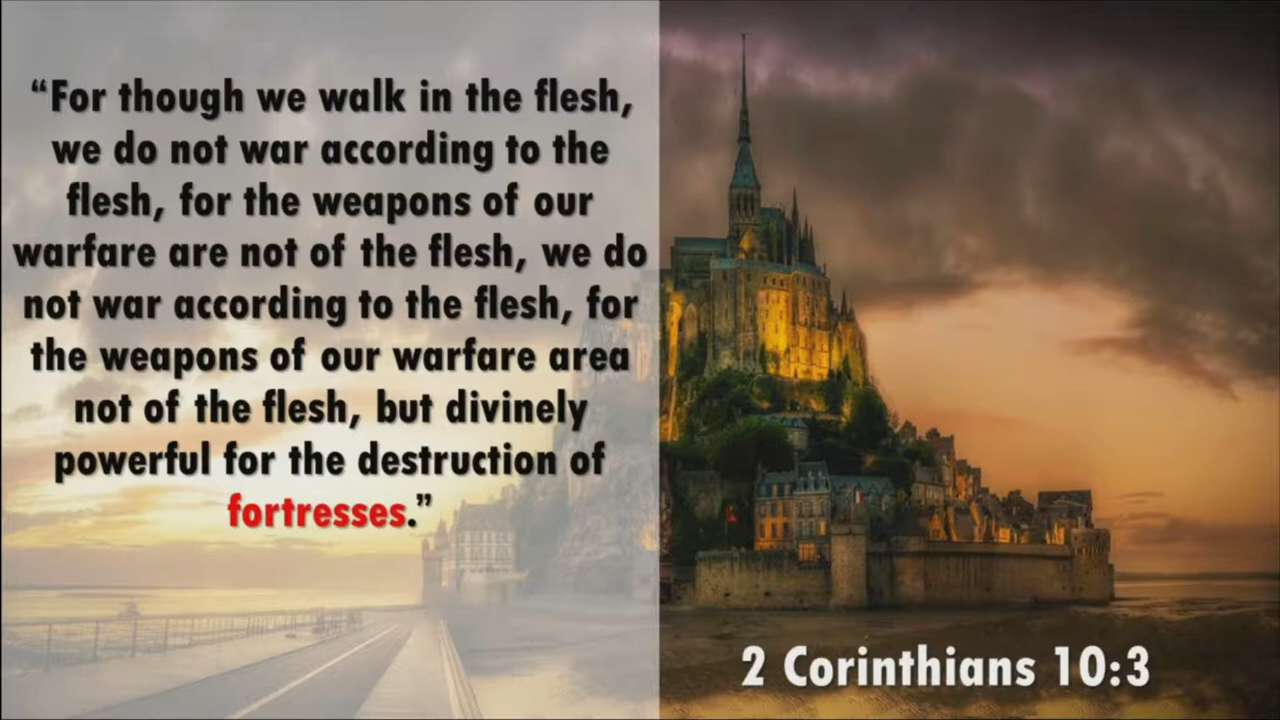 “For though we walk in the flesh,
we do not war according to the
flesh, for the weapons of our
warfare are not of the flesh, we do
not war according to the flesh, for
the weapons of our warfare area
not of the flesh, but divinely
powerful for the destruction of
fortresses.”
2 Corinthians 10:3